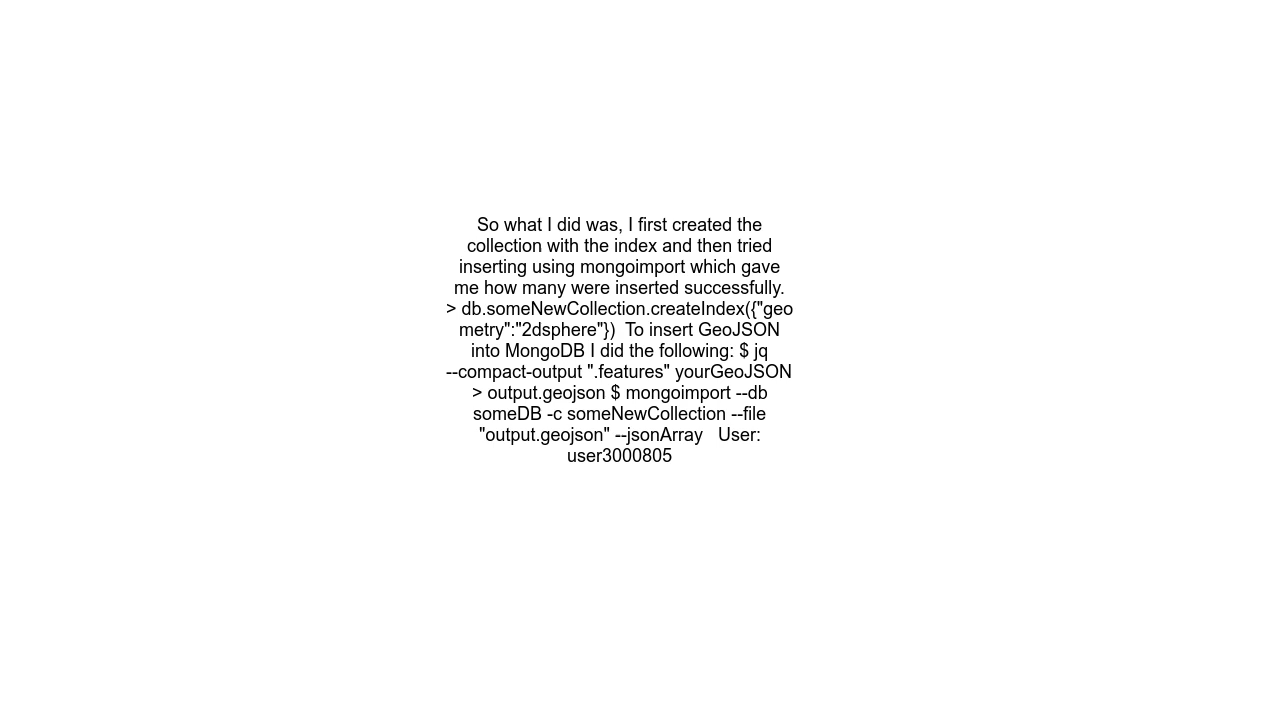 So what I did was, I first created the
collection with the index and then tried
inserting using mongoimport which gave
me how many were inserted successfully.
> db.someNewCollection.createIndex({"geo
metry":"2dsphere"})  To insert GeoJSON
into MongoDB I did the following: $ jq
--compact-output ".features" yourGeoJSON
> output.geojson $ mongoimport --db
someDB -c someNewCollection --file
"output.geojson" --jsonArray   User:
user3000805